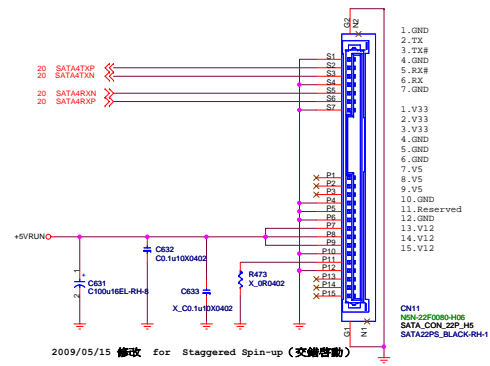 G2
N2
1.GND
2.TX
3.TX#
4.GND
5.RX#
6.RX
7.GND
1.V33
2.V33
3.V33
4.GND
5.GND
6.GND
7.V5
8.V5
9.V5
10.GND
11.Reserved
12.GND
13.V12
14.V12
15.V12
20 SATA4TXP
20 SATA4TXN
20 SATA4RXN
20 SATA4RXP
S1
S2
S3
S4
S5
S6
S7
P1
P2
P3
P4
P5
P6
P7
P8
P9
P10
P11
P12
P13
P14
P15
+5VRUN
1
2
C631
C100u16EL-RH-8
C632
C0.1u10X0402
C633
X_C0.1u10X0402
R473
X_0R0402
G1
N1
CN11
N5N-22F0080-H06
SATA_CON_22P_H5
SATA22PS_BLACK-RH-1
2009/05/15 修改 for Staggered Spin-up(交錯啓動)